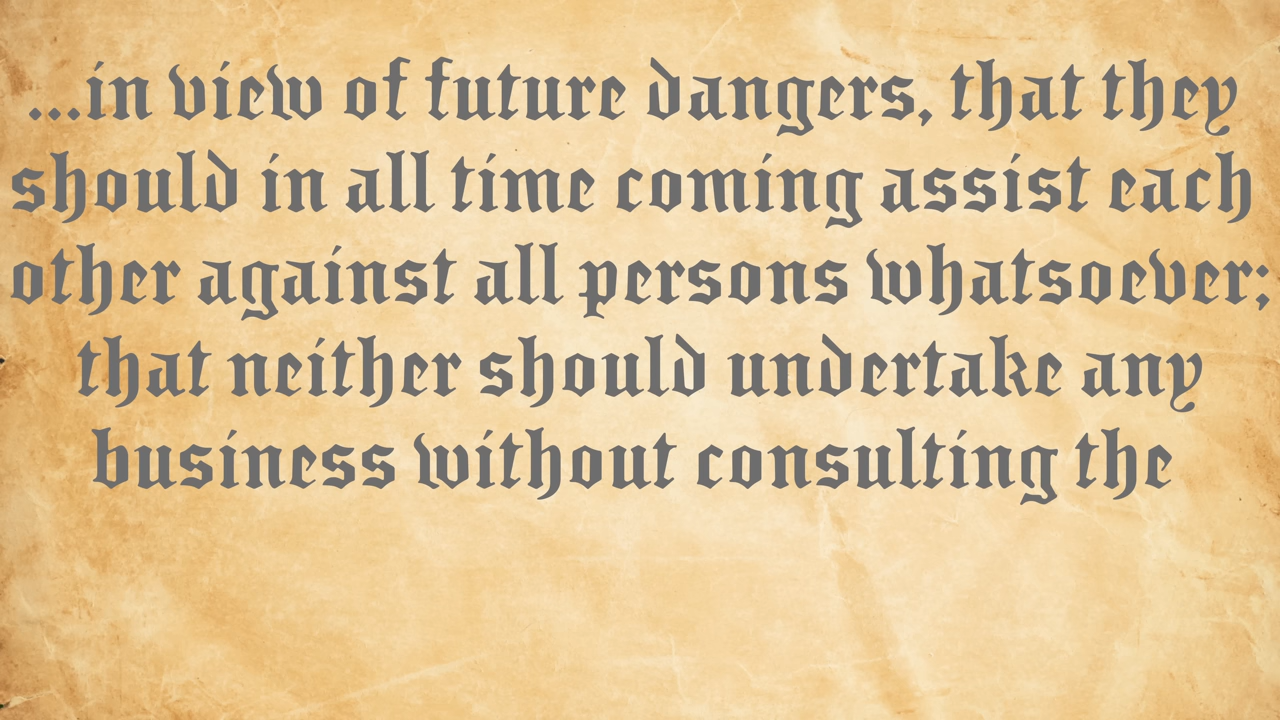 ...in view of future dangers, that they
should in all time coming assist each
other against all persons whatsoever;
that neither should undertake any
business without consulting the